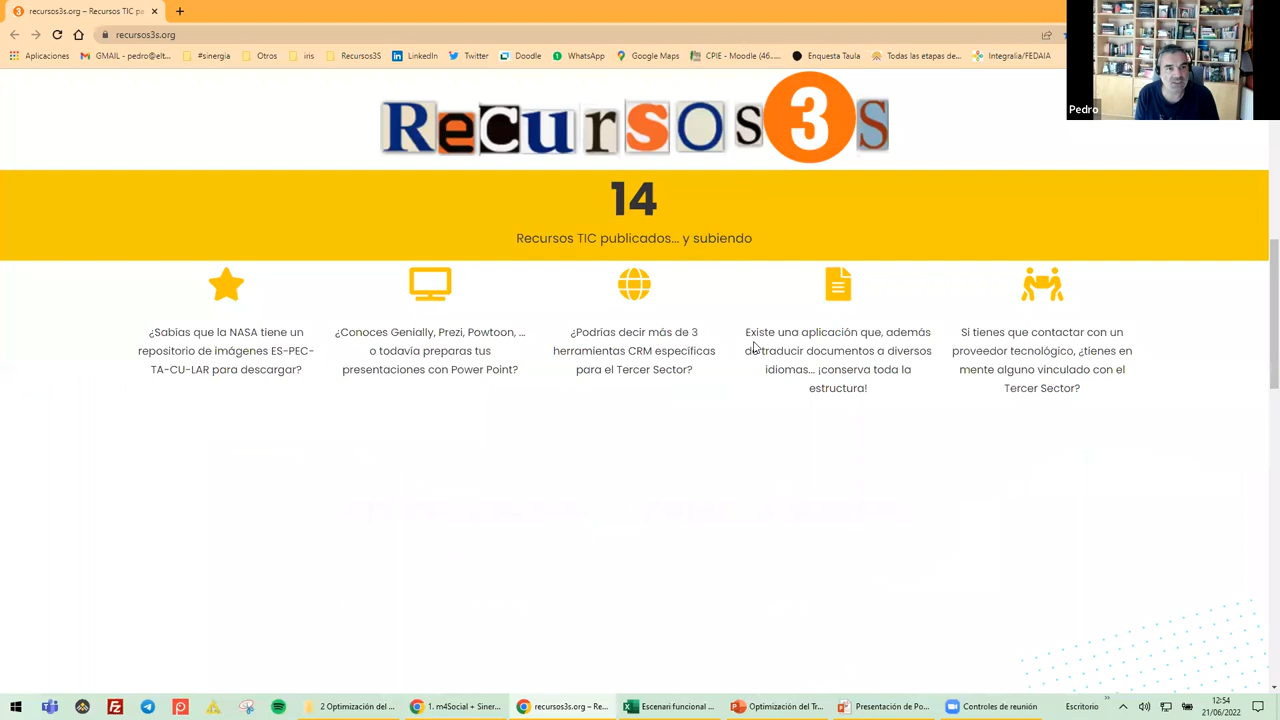 recursos3s.org – Recursos TIC pa
recursos3s.org
Aplicaciones
GMAIL - pedro@elt...
#sinergia
Otros
iris
Recursos3S
LinkedIn
Twitter
Doodle
WhatsApp
Google Maps
CPIE - Moodle (46....
Enquesta Taula
Todas las etapas de...
Integralia/FEDAIA
Pedro
Recursos3S
14
Recursos TIC publicados... y subiendo
¿Sabías que la NASA tiene un
repositorio de imágenes ES-PEC-
TA-CU-LAR para descargar?
¿Conoces Genially, Prezi, Powtoon, ...
o todavía preparas tus
presentaciones con Power Point?
¿Podrías decir más de 3
herramientas CRM específicas
para el Tercer Sector?
Existe una aplicación que, además
de traducir documentos a diversos
idiomas... ¡conserva toda la
estructura!
Si tienes que contactar con un
proveedor tecnológico, ¿tienes en
mente alguno vinculado con el
Tercer Sector?
2 Optimización del ...
1. m4Social + Siner...
recursos3s.org – Re...
Escenari funcional ...
Optimización del Tr...
Presentación de Po...
Controles de reunión
Escritorio
12:54
21/06/2022